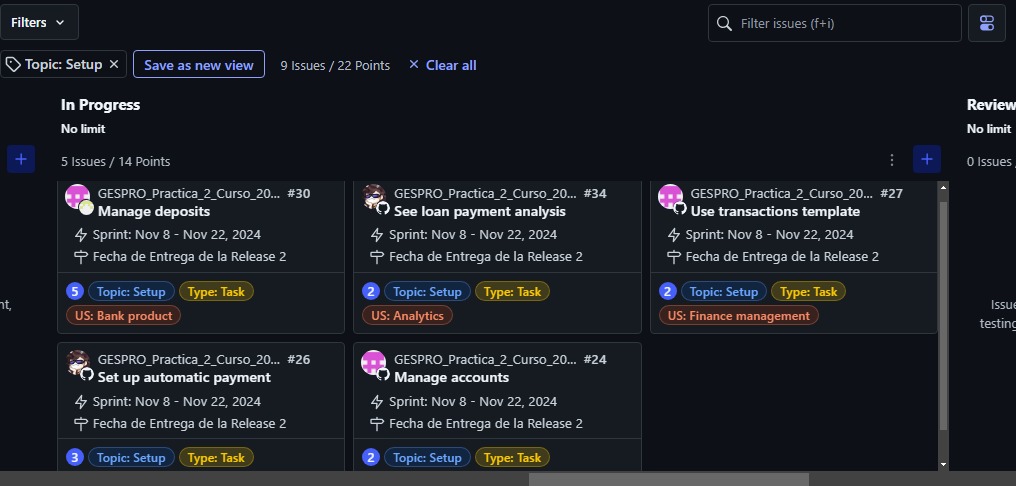 Filters
Filter issues (f+i)
Topic: Setup
Save as new view
9 Issues / 22 Points
Clear all
In Progress
No limit
5 Issues / 14 Points
GESPRO_Practica_2_Curso_20... #30
Manage deposits
Sprint: Nov 8 - Nov 22, 2024
Fecha de Entrega de la Release 2
5 Topic: Setup Type: Task
US: Bank product
GESPRO_Practica_2_Curso_20... #34
See loan payment analysis
Sprint: Nov 8 - Nov 22, 2024
Fecha de Entrega de la Release 2
2 Topic: Setup Type: Task
US: Analytics
GESPRO_Practica_2_Curso_20... #27
Use transactions template
Sprint: Nov 8 - Nov 22, 2024
Fecha de Entrega de la Release 2
2 Topic: Setup Type: Task
US: Finance management
GESPRO_Practica_2_Curso_20... #26
Set up automatic payment
Sprint: Nov 8 - Nov 22, 2024
Fecha de Entrega de la Release 2
3 Topic: Setup Type: Task
GESPRO_Practica_2_Curso_20... #24
Manage accounts
Sprint: Nov 8 - Nov 22, 2024
Fecha de Entrega de la Release 2
2 Topic: Setup Type: Task
Review
No limit
0 Issues
testing